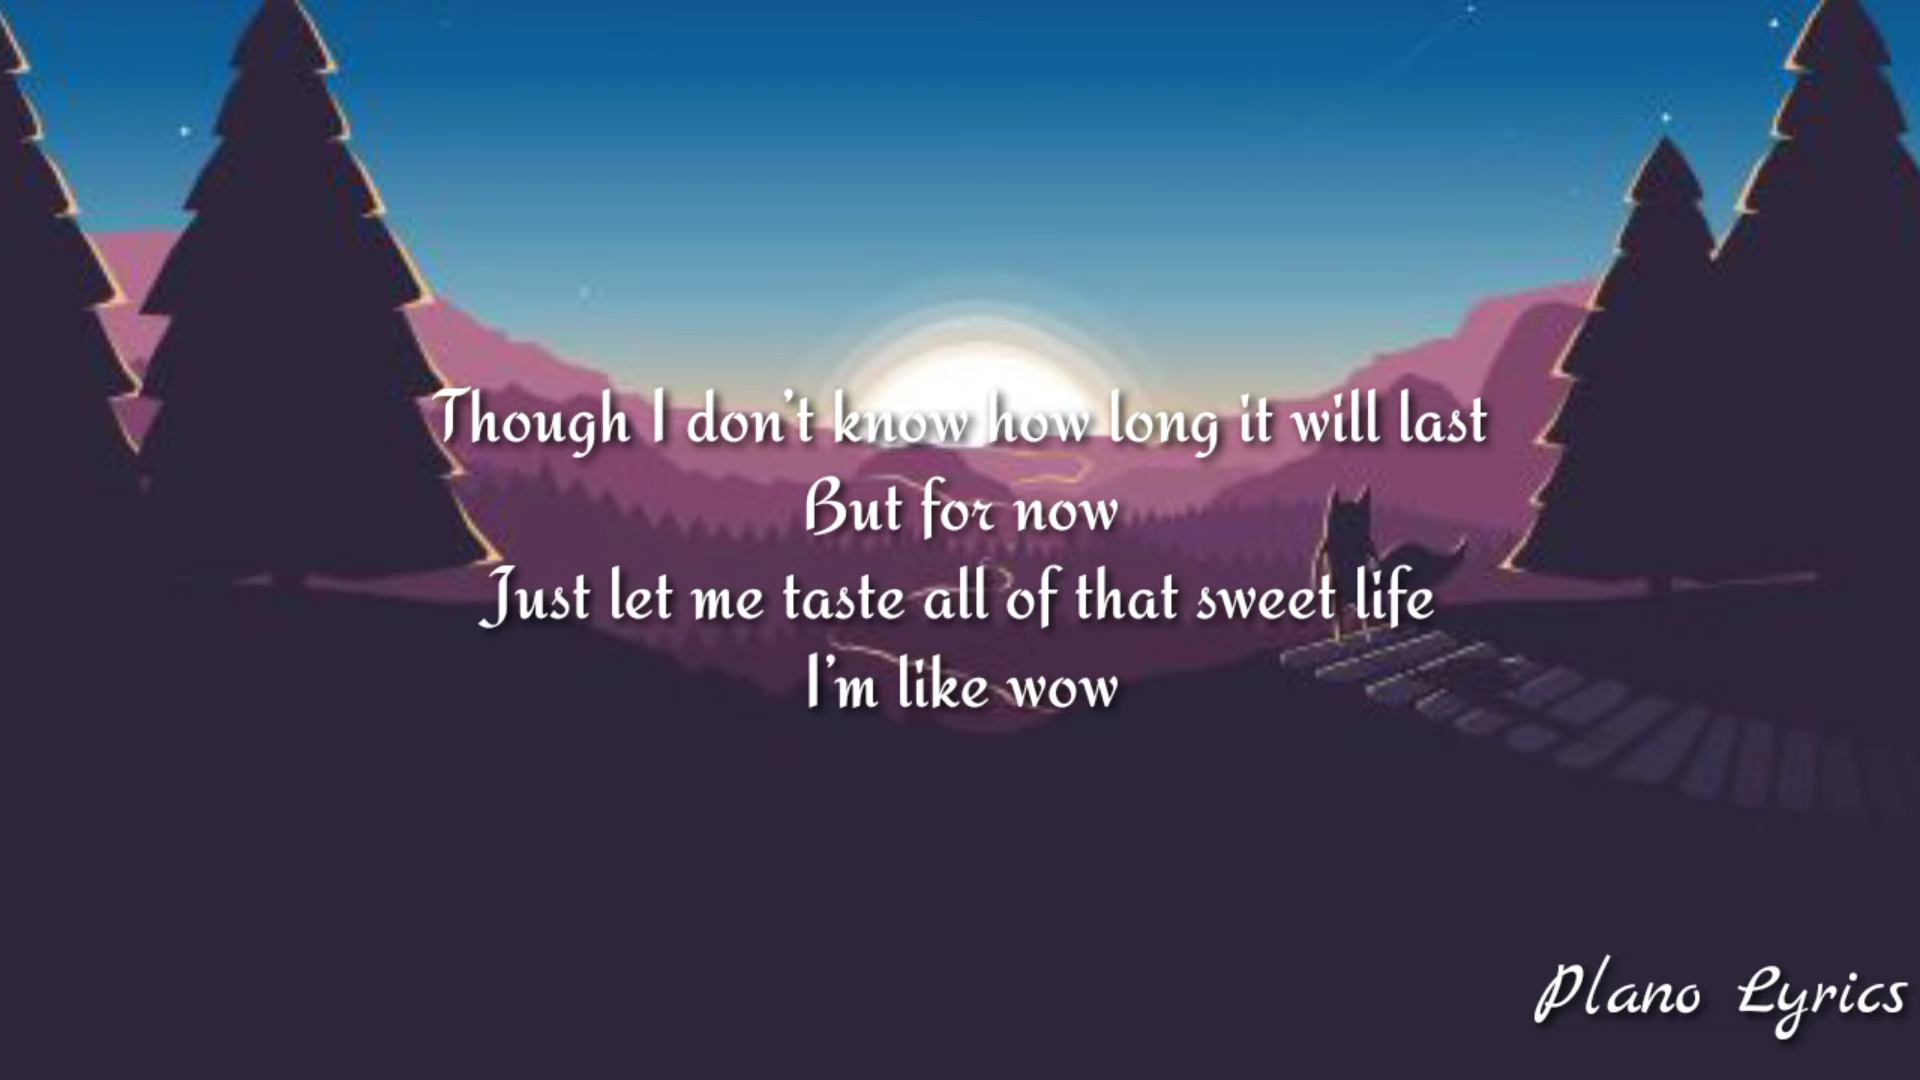 Though I don't know how long it will last
But for now
Just let me taste all of that sweet life
I'm like wow
Plano Lyrics